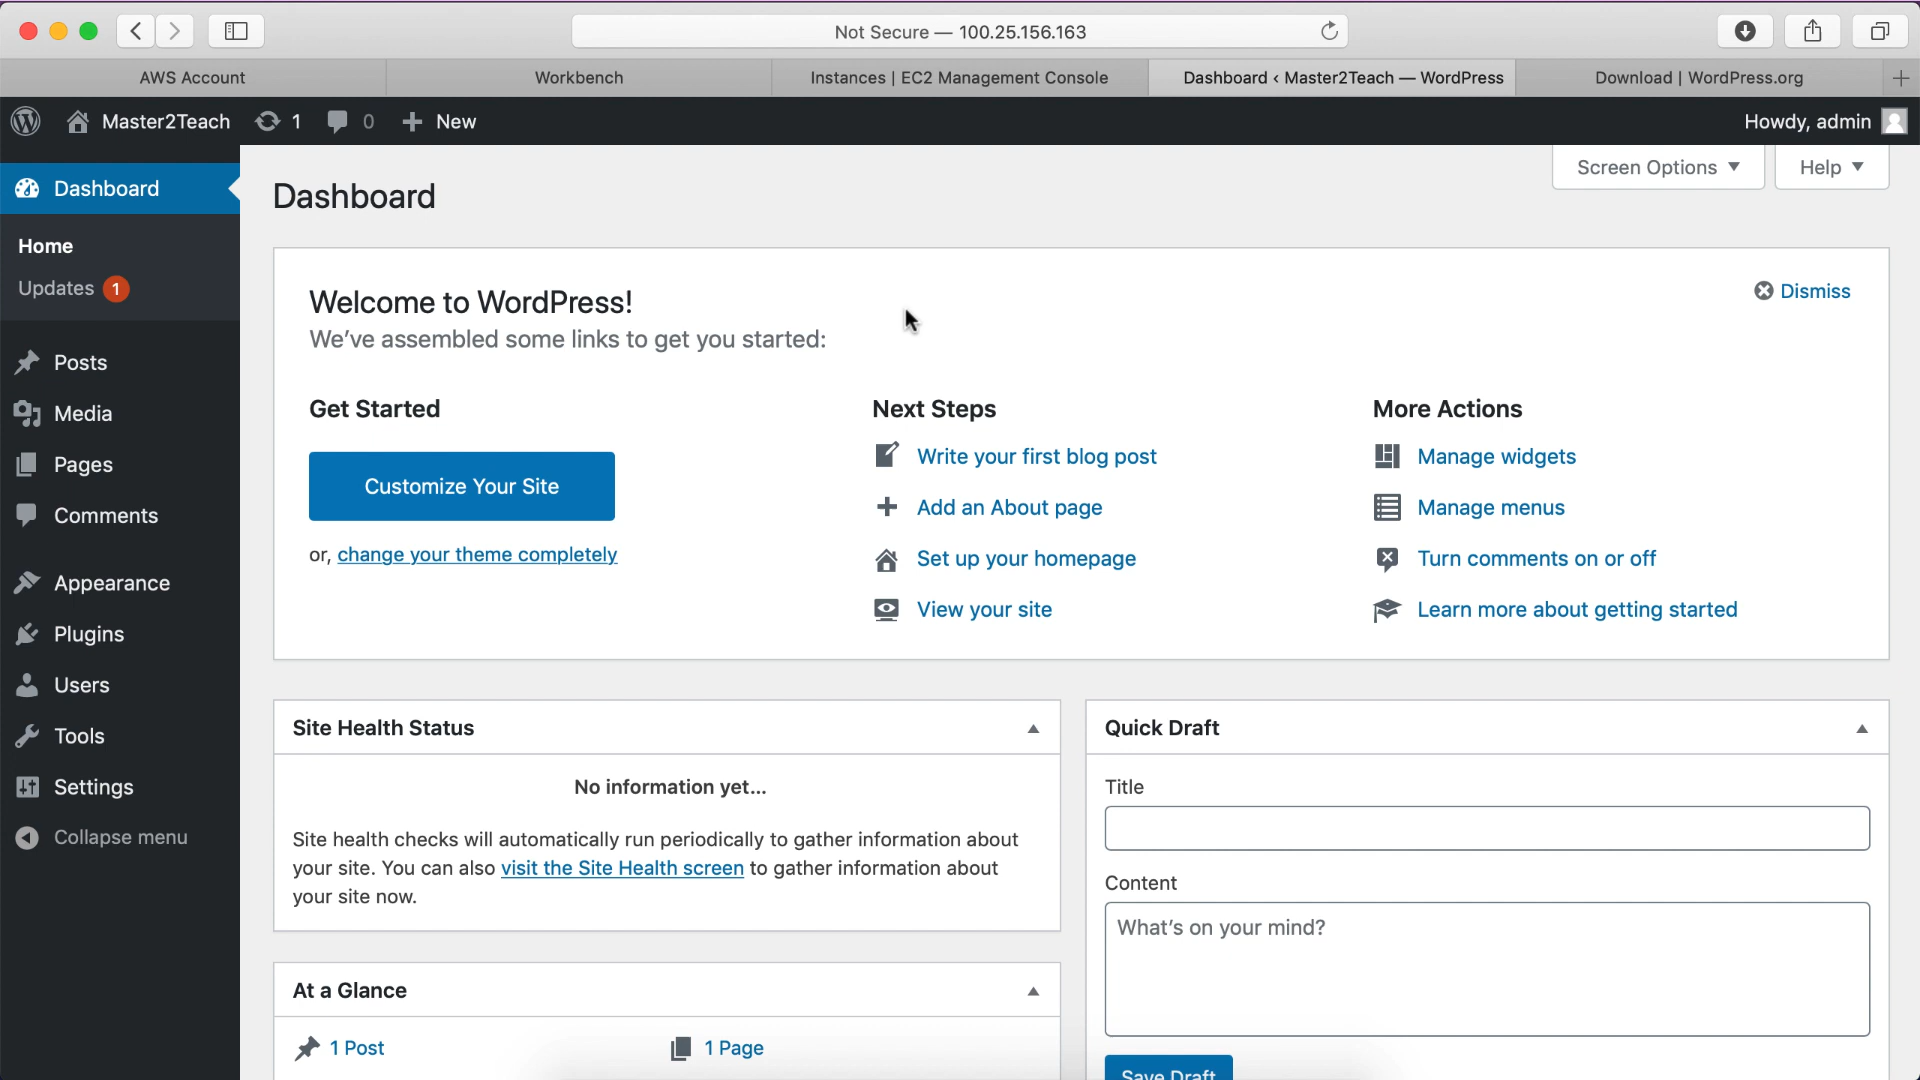 Not Secure — 100.25.156.163
AWS Account
Workbench
Instances | EC2 Management Console
Dashboard ‹ Master2Teach — WordPress
Download | WordPress.org
Master2Teach
1
0
New
Howdy, admin
Screen Options
Help
Dashboard
Home
Updates 1
Posts
Media
Pages
Comments
Appearance
Plugins
Users
Tools
Settings
Collapse menu
Dashboard
Welcome to WordPress!
We've assembled some links to get you started:
Dismiss
Get Started
Customize Your Site
or, change your theme completely
Next Steps
Write your first blog post
Add an About page
Set up your homepage
View your site
More Actions
Manage widgets
Manage menus
Turn comments on or off
Learn more about getting started
Site Health Status
No information yet...
Site health checks will automatically run periodically to gather information about
your site. You can also visit the Site Health screen to gather information about
your site now.
At a Glance
1 Post
1 Page
Quick Draft
Title
Content
What's on your mind?
Save Draft